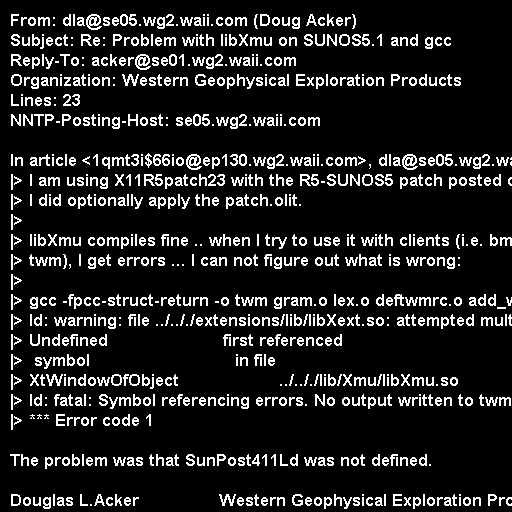 From: dla@se05.wg2.waii.com (Doug Acker)
Subject: Re: Problem with libXmu on SUNOS5.1 and gcc
Reply-To: acker@se01.wg2.waii.com
Organization: Western Geophysical Exploration Products
Lines: 23
NNTP-Posting-Host: se05.wg2.waii.com

In article <1qmt3i$66io@ep130.wg2.waii.com>, dla@se05.wg2.wa
|> I am using X11R5patch23 with the R5-SUNOS5 patch posted o
|> I did optionally apply the patch.olit.
|>
|> libXmu compiles fine .. when I try to use it with clients (i.e. bm
|> twm), I get errors ... I can not figure out what is wrong:
|>
|> gcc -fpcc-struct-return -o twm gram.o lex.o deftwmrc.o add_w
|> ld: warning: file ../.././extensions/lib/libXext.so: attempted mult
|> Undefined first referenced
|> symbol in file
|> XtWindowOfObject ../.././lib/Xmu/libXmu.so
|> ld: fatal: Symbol referencing errors. No output written to twm
|> *** Error code 1

The problem was that SunPost411Ld was not defined.

Douglas L.Acker Western Geophysical Exploration Pro